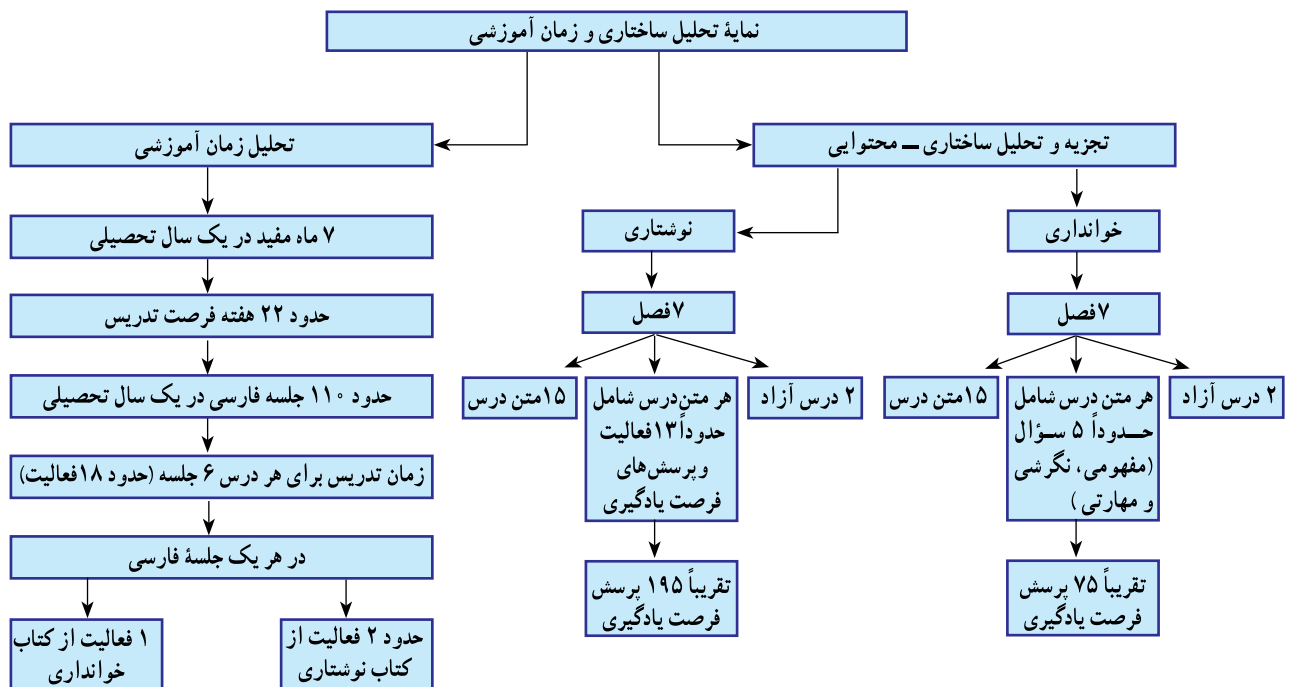 نمایهٔ تحلیل ساختاری و زمان آموزشی
تجزیه و تحلیل ساختاری – محتوایی
خوانداری
۷فصل
۲ درس آزاد
هر متن درس شامل
حدوداً ۵ سؤال
(مفهومی، نگرشی
و مهارتی)
۱۵متن درس
تقریباً ۷۵ پرسش
فرصت یادگیری
نوشتاری
۷فصل
۲ درس آزاد
هر متن درس شامل
حدوداً ۱۳فعالیت
و پرسش‌های
فرصت یادگیری
۱۵متن درس
تقریباً ۱۹۵ پرسش
فرصت یادگیری
تحلیل زمان آموزشی
۷ ماه مفید در یک سال تحصیلی
حدود ۲۲ هفته فرصت تدریس
حدود ۱۱۰ جلسه فارسی در یک سال تحصیلی
زمان تدریس برای هر درس ۶ جلسه (حدود ۱۸فعالیت)
در هر یک جلسهٔ فارسی
حدود ۲ فعالیت از
کتاب نوشتاری
۱ فعالیت از کتاب
خوانداری